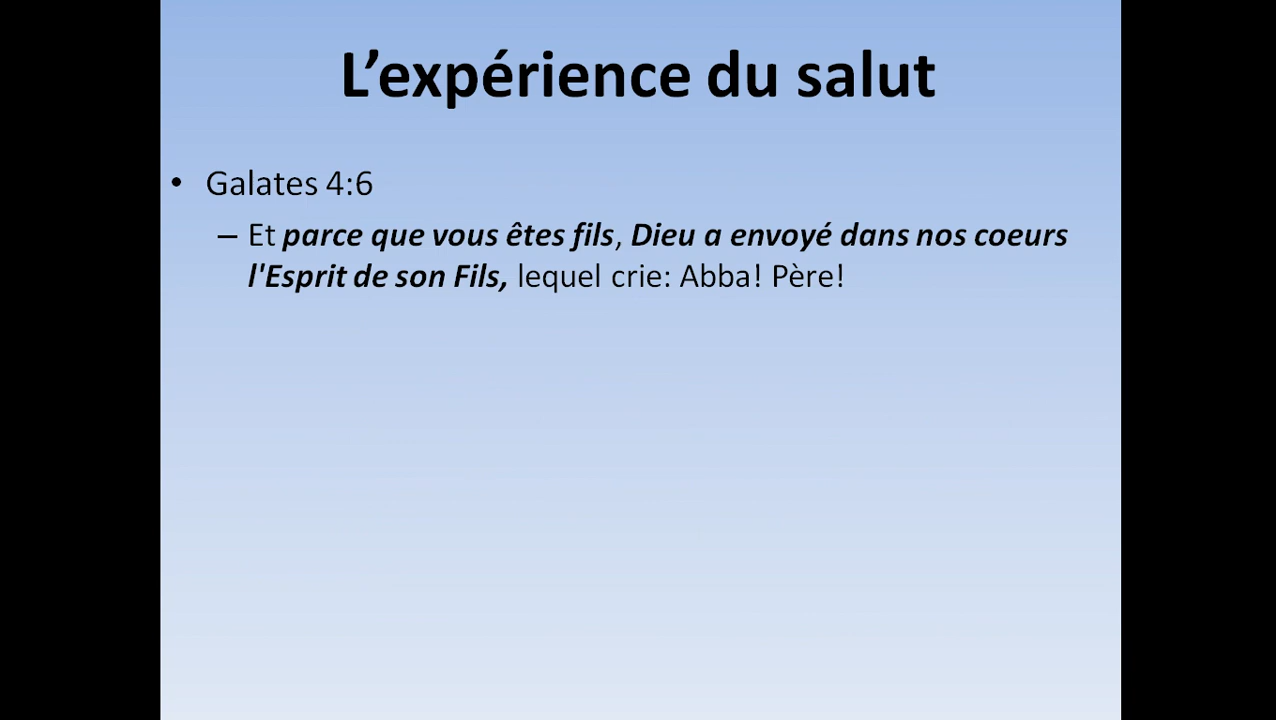 L’expérience du salut
• Galates 4:6
– Et parce que vous êtes fils, Dieu a envoyé dans nos coeurs
l'Esprit de son Fils, lequel crie: Abba! Père!